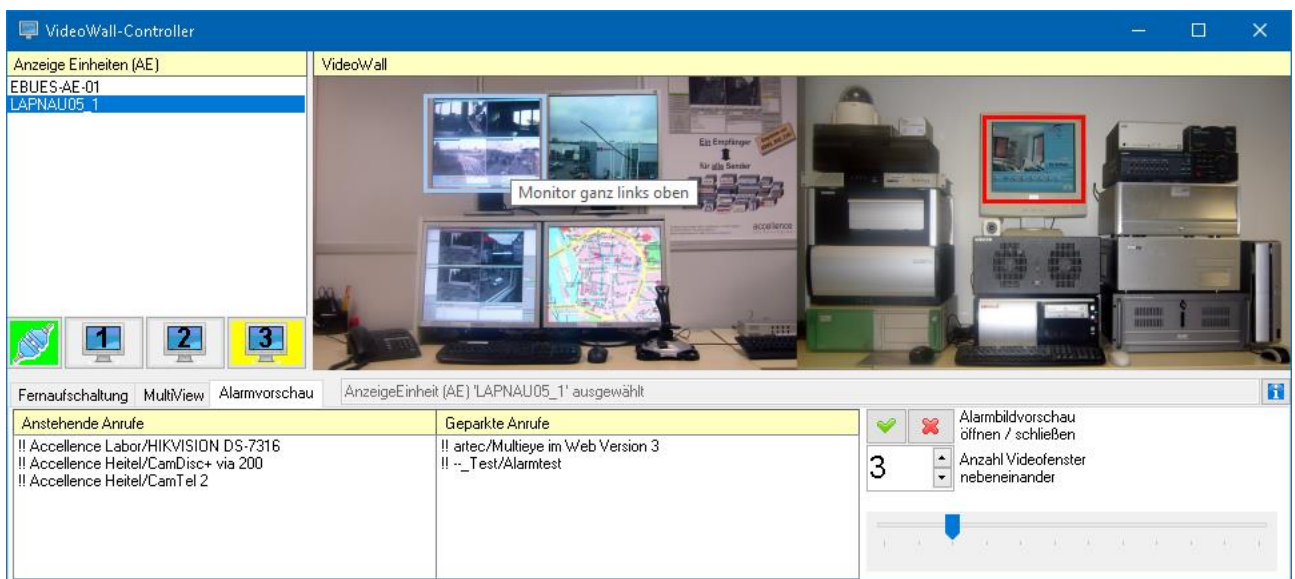 VideoWall-Controller
Anzeige Einheiten (AE)
VideoWall
EBUES-AE-01
LAPNAU05_1
Ein Empfänger
für alle Sender
accellence
Monitor ganz links oben
1
2
3
Fernaufschaltung
MultiView
Alarmvorschau
AnzeigeEinheit (AE) 'LAPNAU05_1' ausgewählt
Anstehende Anrufe
!! Accellence Labor/HIKVISION DS-7316
!! Accellence Heitel/CamDisc+ via 200
!! Accellence Heitel/CamTel 2
Geparkte Anrufe
!! artec/Multieye im Web Version 3
!! --_Test/Alarmtest
Alarmbildvorschau
öffnen / schließen
3
Anzahl Videofenster
nebeneinander